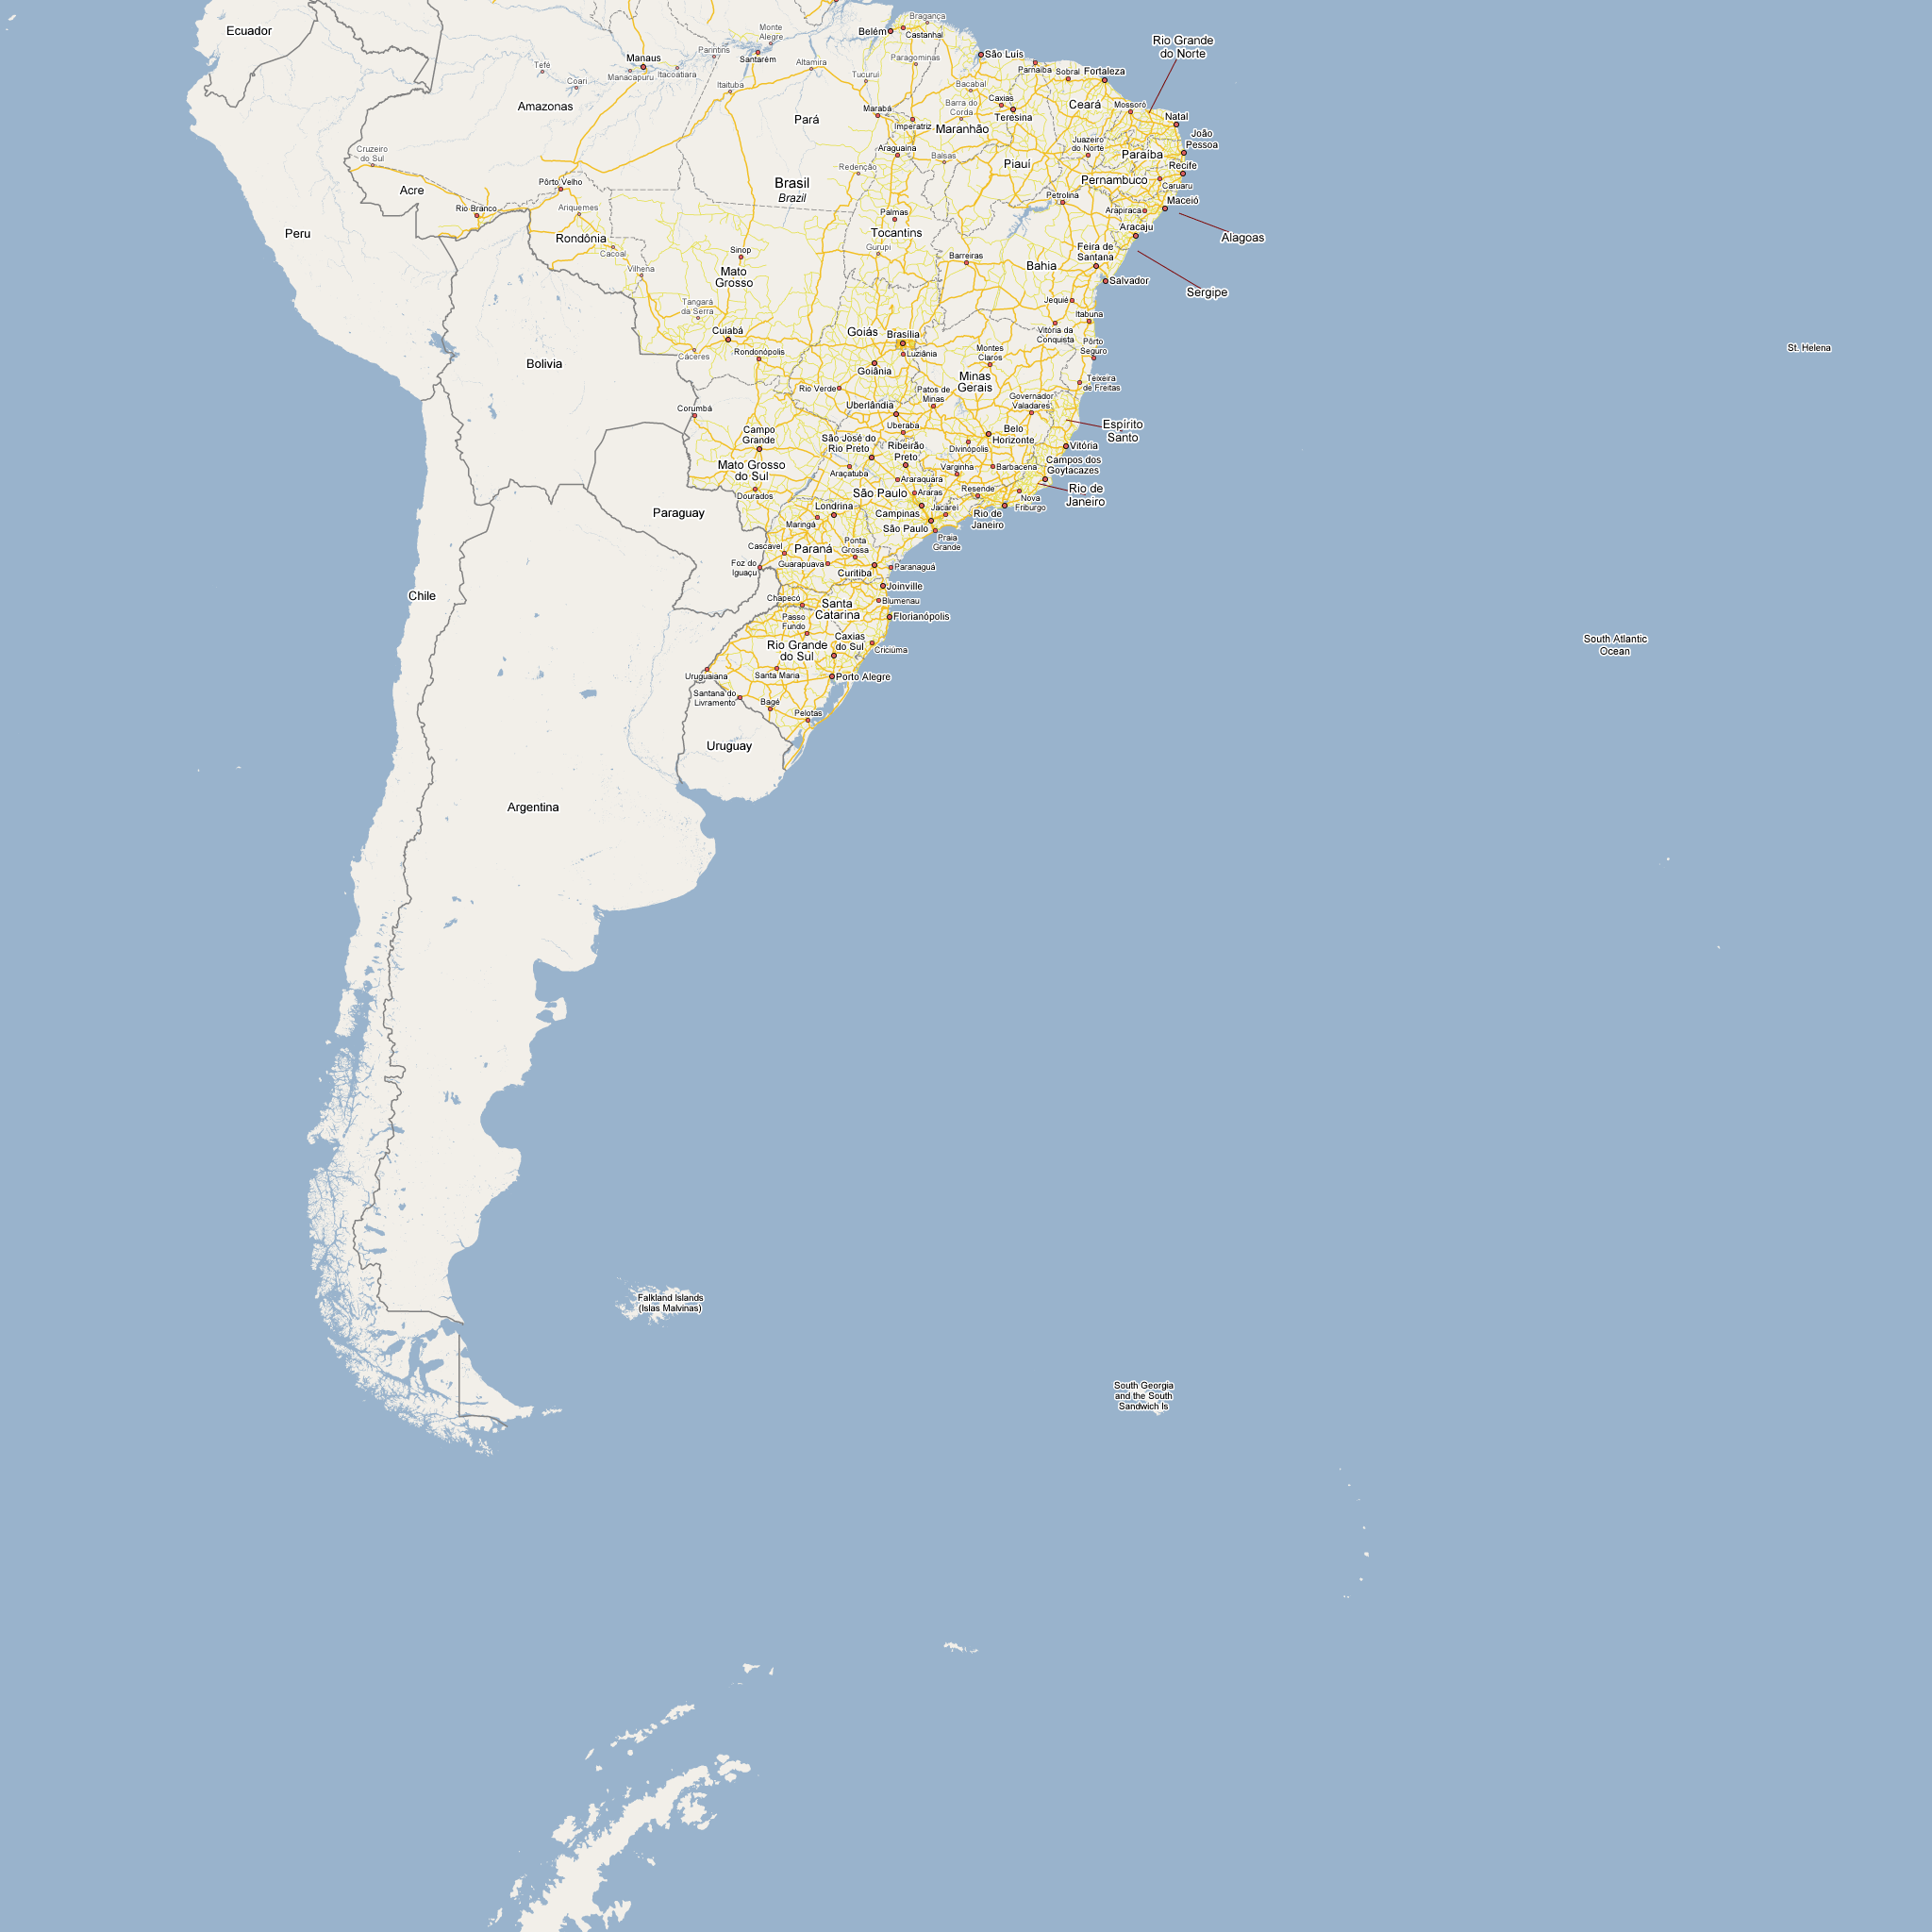 Ecuador
Bragança
Belém
Castanhal
Monte
Alegre
Parintins
Santarém
Manaus
Manacapuru
Itacoatiara
Tefé
Coari
Altamira
Itaituba
Tucuruí
Paragominas
São Luís
Parnaíba
Sobral
Fortaleza
Rio Grande
do Norte
Amazonas
Pará
Marabá
Imperatriz
Bacabal
Barra do
Corda
Caxias
Teresina
Maranhão
Ceará
Mossoró
Natal
João
Pessoa
Cruzeiro
do Sul
Araguaina
Balsas
Redenção
Piauí
Juazeiro
do Norte
Paraíba
Recife
Pernambuco
Caruaru
Acre
Pôrto Velho
Rio Branco
Ariquemes
Brasil
Brazil
Petrolina
Arapiraca
Maceió
Palmas
Tocantins
Aracaju
Alagoas
Peru
Rondônia
Cacoal
Vilhena
Sinop
Gurupi
Barreiras
Feira de
Santana
Bahia
Mato
Grosso
Salvador
Sergipe
Tangará
da Serra
Jequié
Itabuna
Cuiabá
Goiás
Brasília
Luziânia
Vitória da
Conquista
Pôrto
Seguro
St. Helena
Bolivia
Cáceres
Rondonópolis
Montes
Claros
Goiânia
Minas
Gerais
Teixeira
de Freitas
Rio Verde
Patos de
Minas
Governador
Valadares
Corumbá
Uberlândia
Uberaba
Belo
Horizonte
Espírito
Santo
Campo
Grande
São José do
Rio Preto
Ribeirão
Preto
Divinópolis
Vitória
Mato Grosso
do Sul
Araçatuba
Varginha
Barbacena
Campos dos
Goytacazes
Araraquara
Dourados
São Paulo
Araras
Resende
Nova
Friburgo
Rio de
Janeiro
Paraguay
Londrina
Maringá
Campinas
Jacareí
Rio de
Janeiro
São Paulo
Praia
Grande
Cascavel
Paraná
Ponta
Grossa
Foz do
Iguaçu
Guarapuava
Curitiba
Paranaguá
Joinville
Chile
Chapecó
Santa
Catarina
Blumenau
Passo
Fundo
Florianópolis
Caxias
do Sul
Criciúma
Rio Grande
do Sul
South Atlantic
Ocean
Uruguaiana
Santa Maria
Porto Alegre
Santana do
Livramento
Bagé
Pelotas
Uruguay
Argentina
Falkland Islands
(Islas Malvinas)
South Georgia
and the South
Sandwich Is